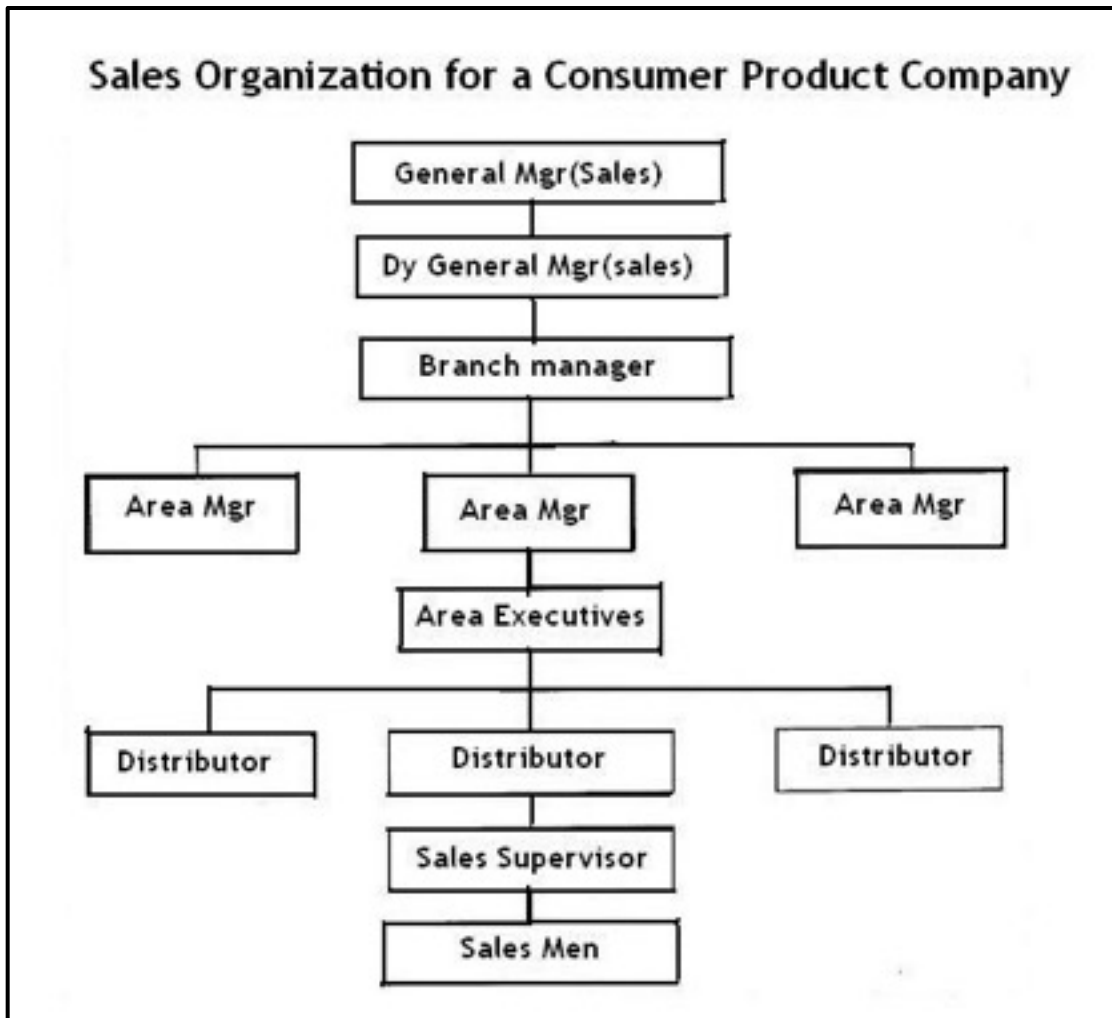 Sales Organization for a Consumer Product Company
General Mgr(Sales)
Dy General Mgr(sales)
Branch manager
Area Mgr
Area Mgr
Area Mgr
Area Executives
Distributor
Distributor
Distributor
Sales Supervisor
Sales Men